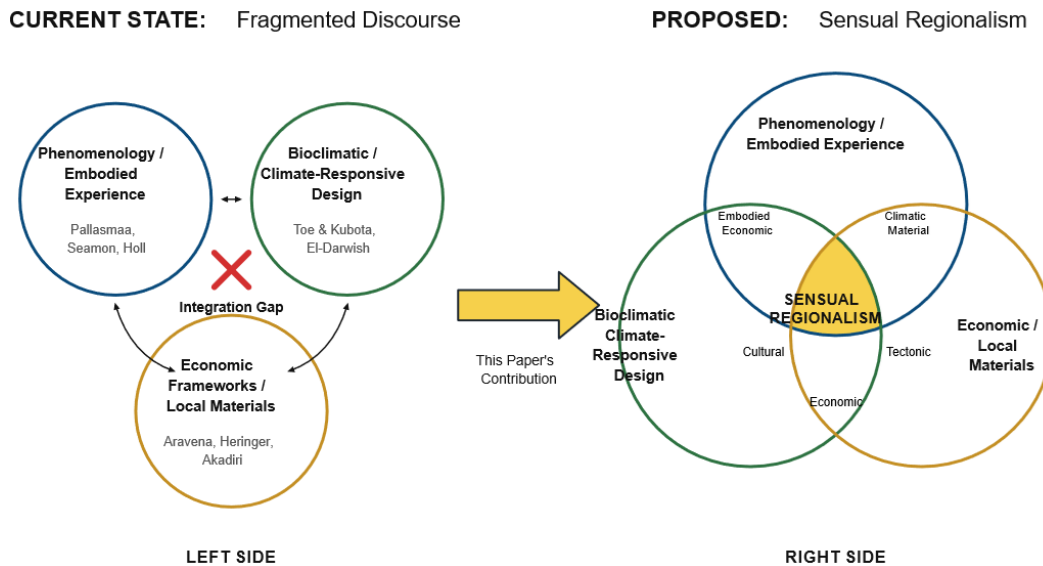 CURRENT STATE: Fragmented Discourse
Phenomenology /
Embodied
Experience
Pallasmaa,
Seamon, Holl
Bioclimatic /
Climate-Responsive
Design
Toe & Kubota,
El-Darwish
Integration Gap
Economic
Frameworks /
Local Materials
Aravena, Heringer,
Akadiri
LEFT SIDE
This Paper's
Contribution
PROPOSED: Sensual Regionalism
Phenomenology /
Embodied Experience
Embodied
Economic
Climatic
Material
SENSUAL
REGIONALISM
Bioclimatic
Climate-
Responsive
Design
Economic /
Local
Materials
Cultural
Tectonic
Economic
RIGHT SIDE